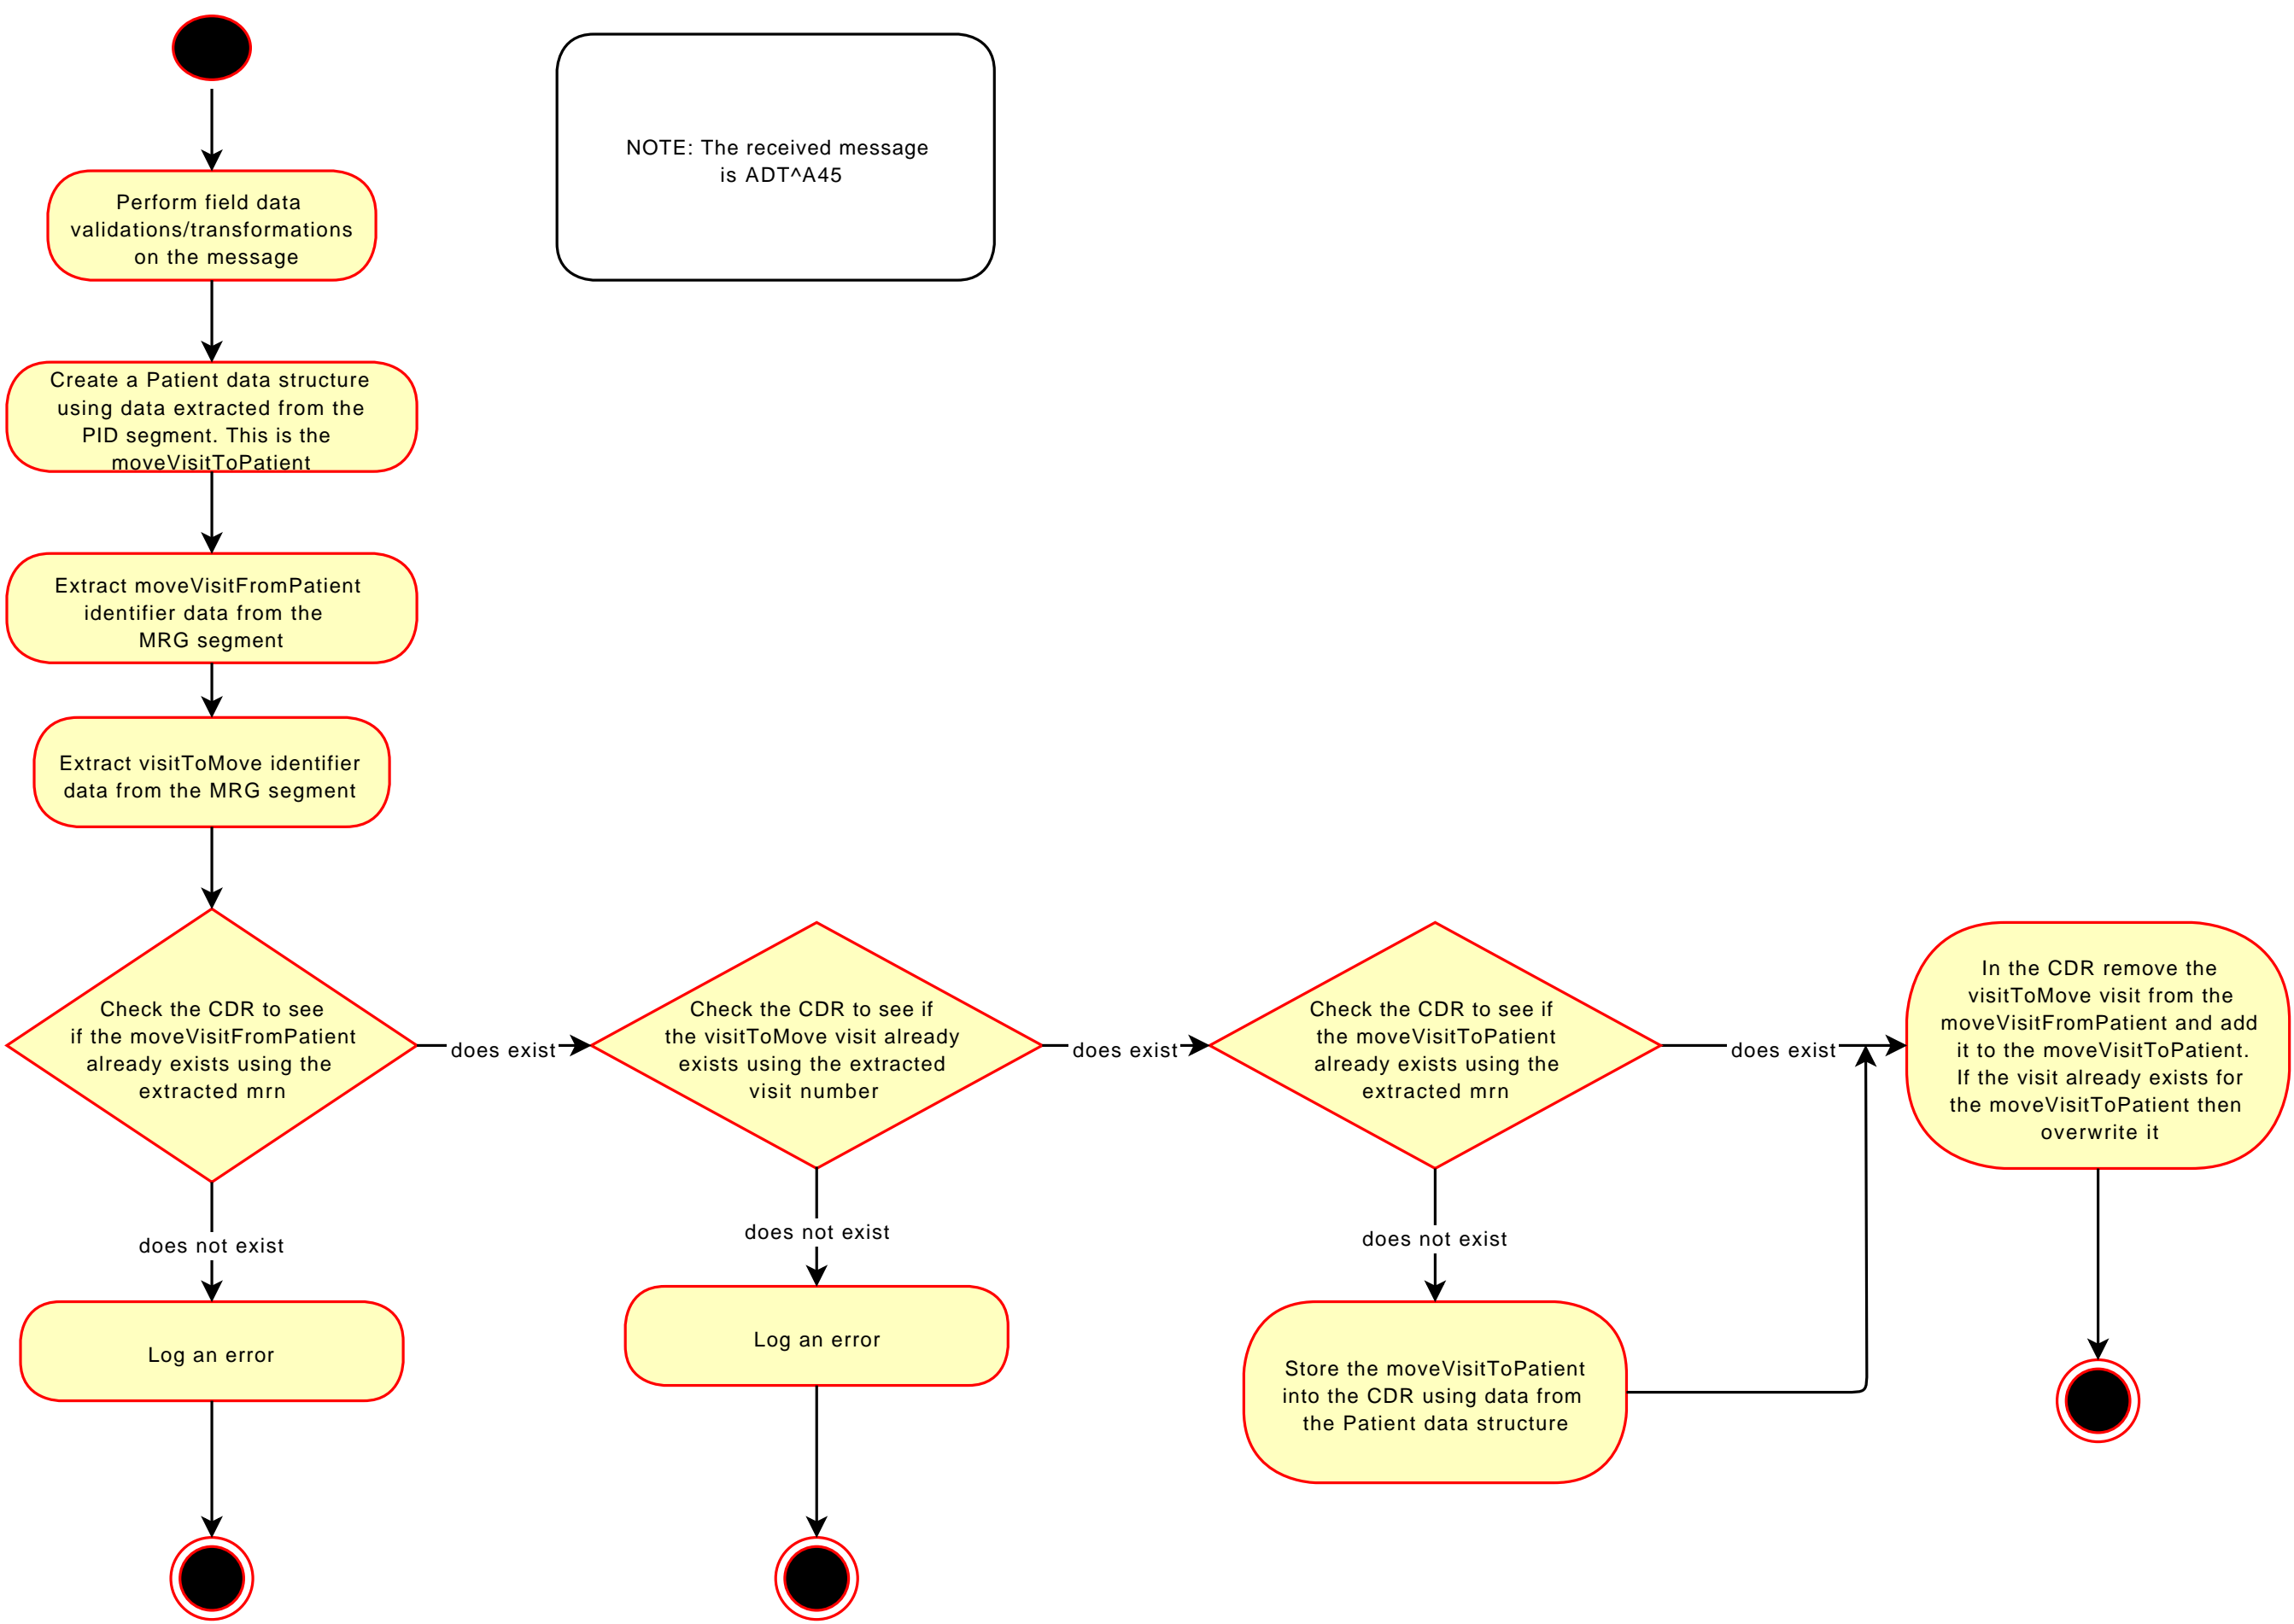 NOTE: The received message
is ADT^A45
Perform field data
validations/transformations
on the message
Create a Patient data structure
using data extracted from the
PID segment. This is the
moveVisitToPatient
Extract moveVisitFromPatient
identifier data from the
MRG segment
Extract visitToMove identifier
data from the MRG segment
Check the CDR to see
if the moveVisitFromPatient
already exists using the
extracted mrn
does exist
Check the CDR to see if
the visitToMove visit already
exists using the extracted
visit number
does exist
Check the CDR to see if
the moveVisitToPatient
already exists using the
extracted mrn
does exist
In the CDR remove the
visitToMove visit from the
moveVisitFromPatient and add
it to the moveVisitToPatient.
If the visit already exists for
the moveVisitToPatient then
overwrite it
does not exist
does not exist
does not exist
Log an error
Log an error
Store the moveVisitToPatient
into the CDR using data from
the Patient data structure